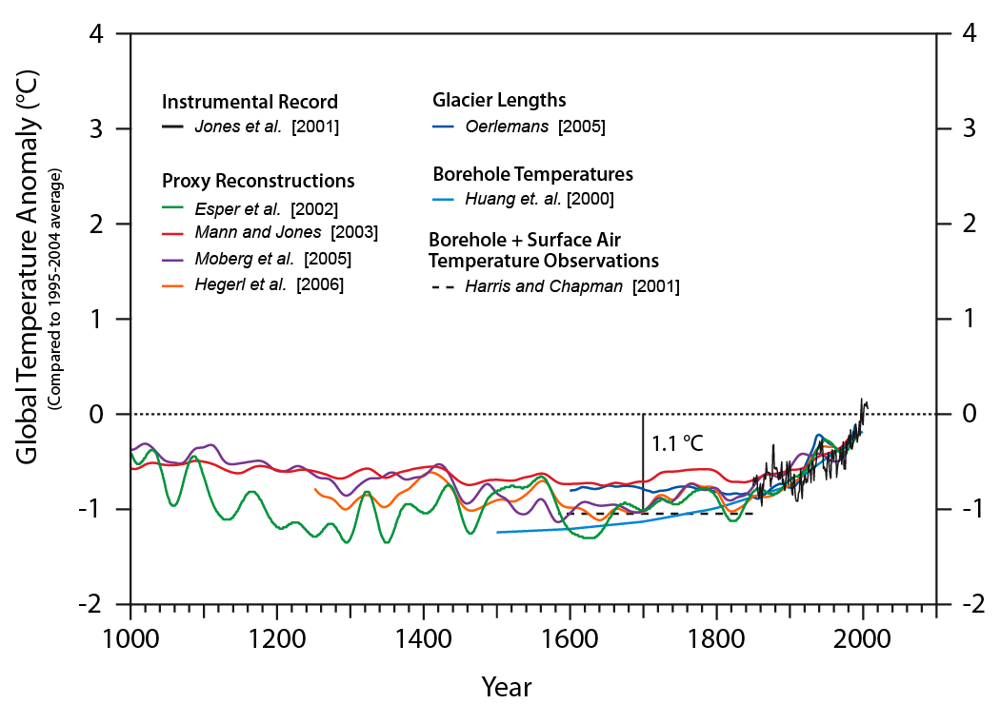 Global Temperature Anomaly (°C)
(Compared to 1995-2004 average)
4
3
2
1
0
-1
-2
Instrumental Record
Jones et al. [2001]
Proxy Reconstructions
Esper et al. [2002]
Mann and Jones [2003]
Moberg et al. [2005]
Hegerl et al. [2006]
Glacier Lengths
Oerlemans [2005]
Borehole Temperatures
Huang et. al. [2000]
Borehole + Surface Air
Temperature Observations
Harris and Chapman [2001]
1.1 °C
4
3
2
1
0
-1
-2
1000 1200 1400 1600 1800 2000
Year